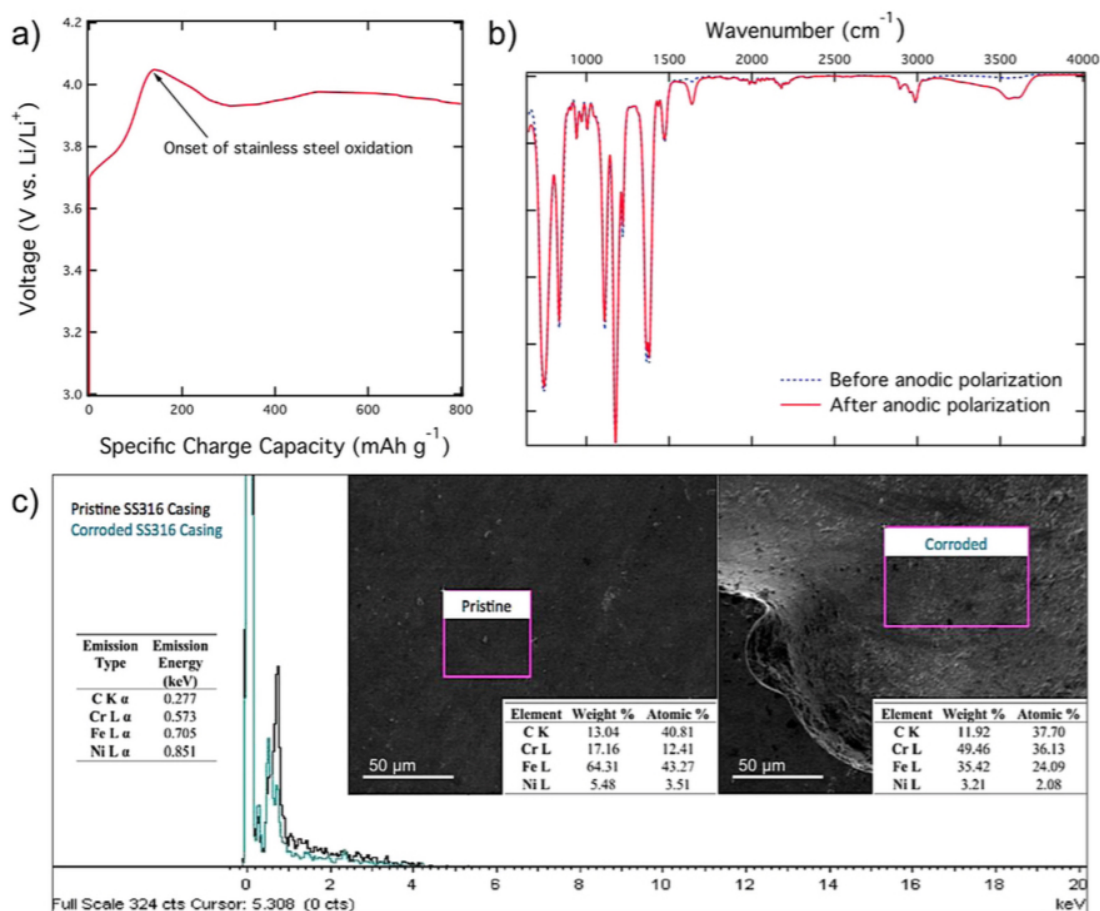 a)
4.2
4.0
3.8
3.6
3.4
3.2
3.0
Voltage (V vs. Li/Li⁺)
Onset of stainless steel oxidation
0 200 400 600 800
Specific Charge Capacity (mAh g⁻¹)
b)
Wavenumber (cm⁻¹)
1000 1500 2000 2500 3000 3500 4000
Before anodic polarization
After anodic polarization
c)
Pristine SS316 Casing
Corroded SS316 Casing
Emission Type Emission Energy (keV)
C K α 0.277
Cr L α 0.573
Fe L α 0.705
Ni L α 0.851
Pristine
50 µm
Element Weight % Atomic %
C K 13.04 40.81
Cr L 17.16 12.41
Fe L 64.31 43.27
Ni L 5.48 3.51
Corroded
50 µm
Element Weight % Atomic %
C K 11.92 37.70
Cr L 49.46 36.13
Fe L 35.42 24.09
Ni L 3.21 2.08
0 2 4 6 8 10 12 14 16 18 20
Full Scale 324 cts Cursor: 5.308 (0 cts) keV